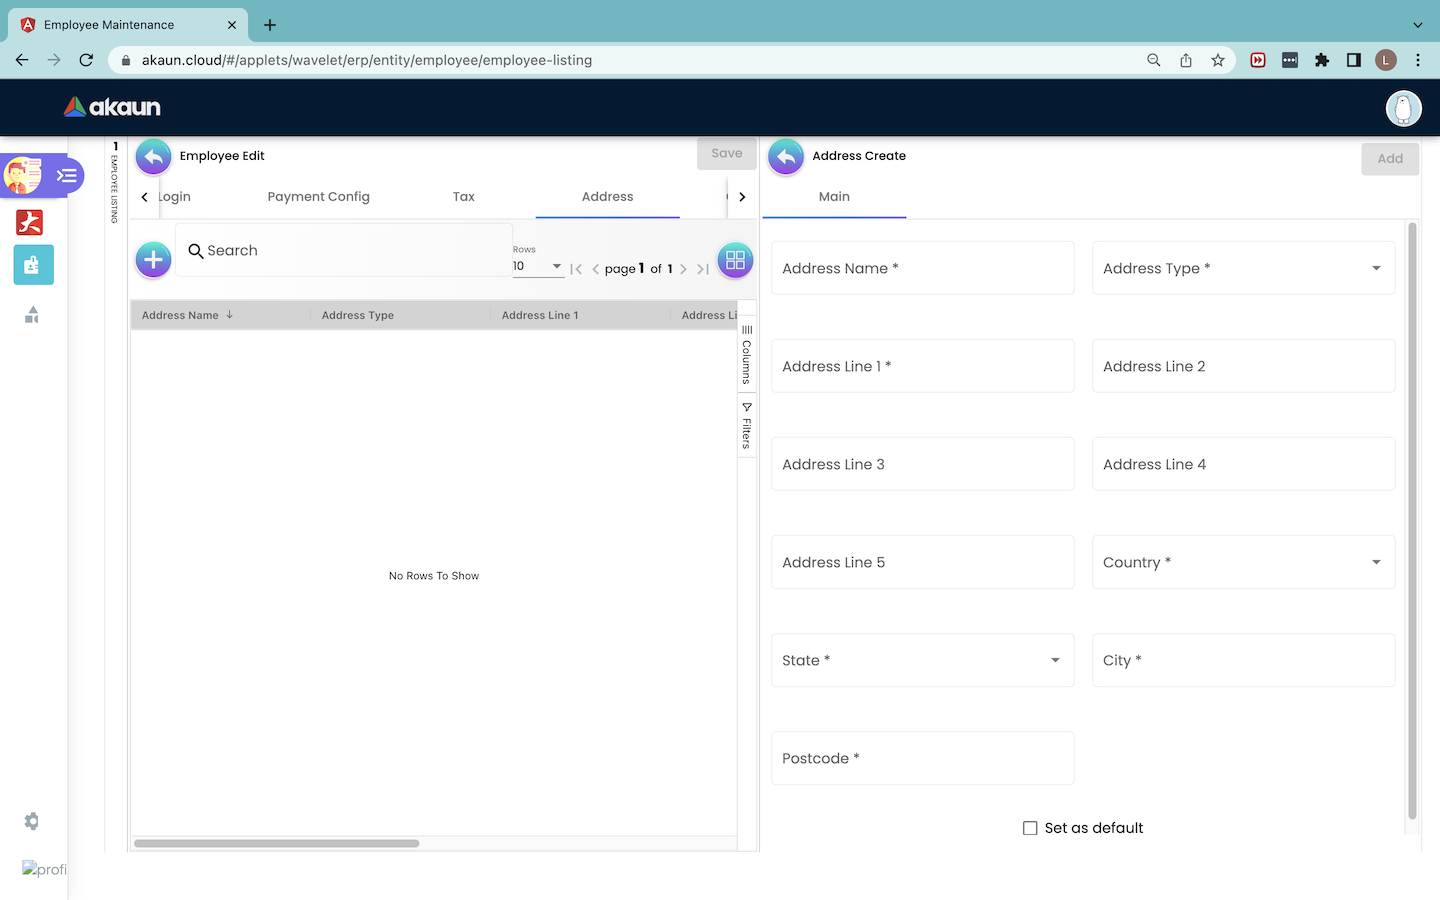 Employee Maintenance
akaun.cloud/#/applets/wavelet/erp/entity/employee/employee-listing
L
akaun
1 EMPLOYEE LISTING
Employee Edit
Save
Login
Payment Config
Tax
Address
Search
Rows
10
page 1 of 1
Address Name
Address Type
Address Line 1
Address Li
Columns
Filters
No Rows To Show
Address Create
Add
Main
Address Name *
Address Type *
Address Line 1 *
Address Line 2
Address Line 3
Address Line 4
Address Line 5
Country *
State *
City *
Postcode *
Set as default
profi